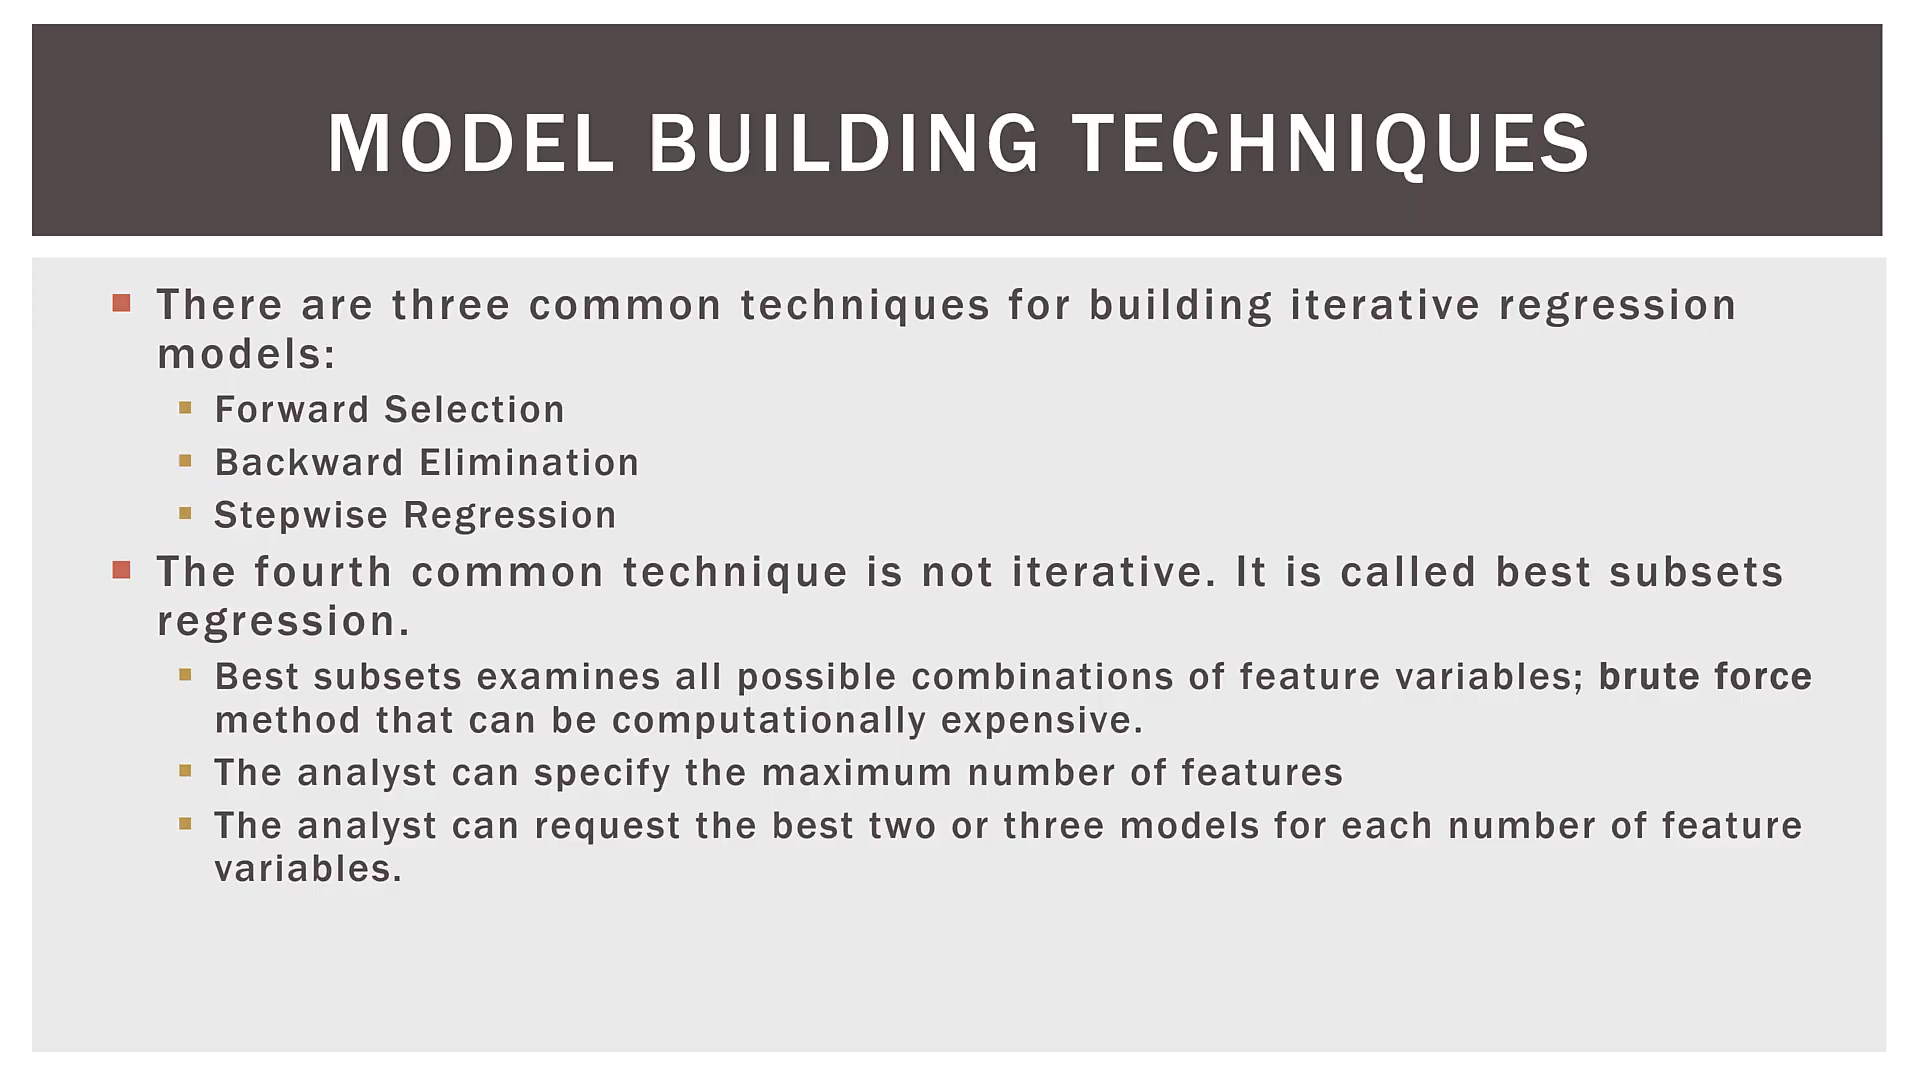 MODEL BUILDING TECHNIQUES
There are three common techniques for building iterative regression
models:
Forward Selection
Backward Elimination
Stepwise Regression
The fourth common technique is not iterative. It is called best subsets
regression.
Best subsets examines all possible combinations of feature variables; brute force
method that can be computationally expensive.
The analyst can specify the maximum number of features
The analyst can request the best two or three models for each number of feature
variables.